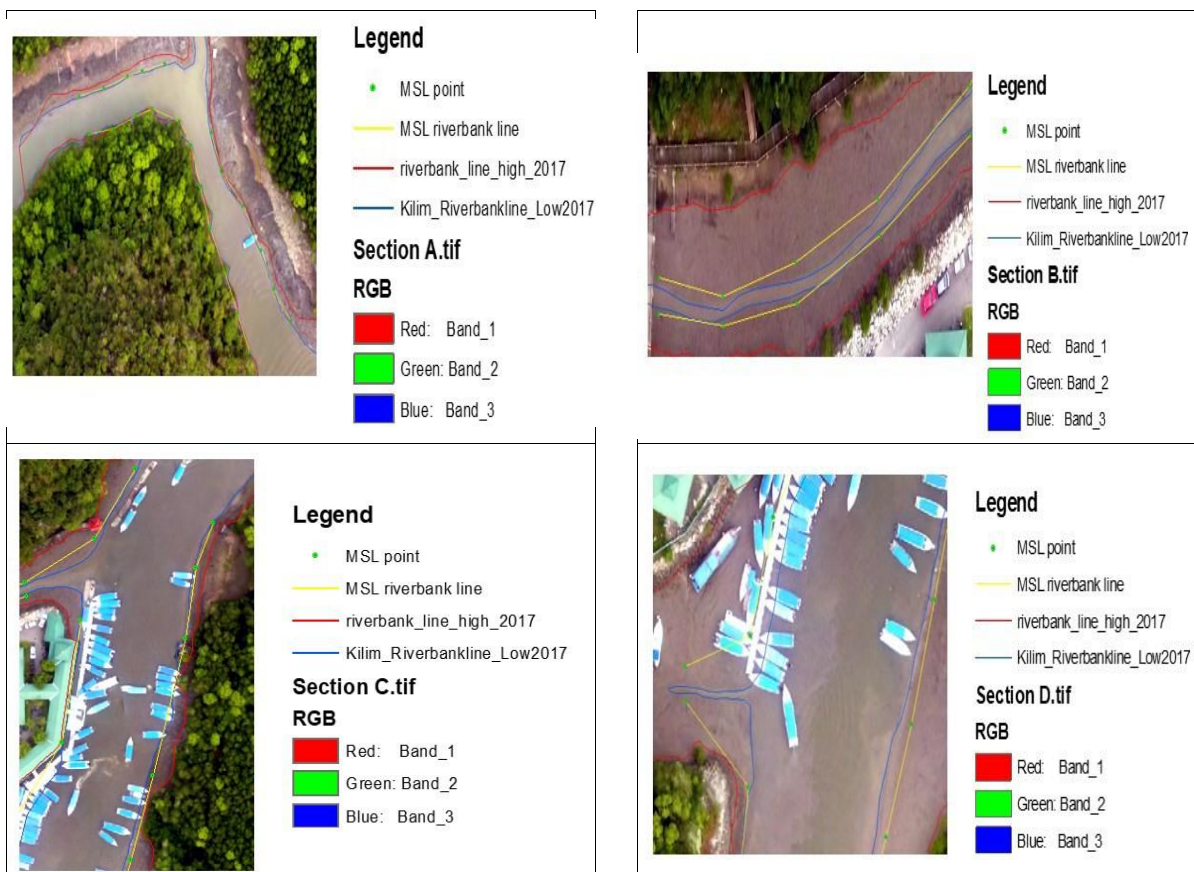 Legend
MSL point
MSL riverbank line
riverbank_line_high_2017
Kilim_Riverbankline_Low2017
Section A.tif
RGB
Red: Band_1
Green: Band_2
Blue: Band_3
Legend
MSL point
MSL riverbank line
riverbank_line_high_2017
Kilim_Riverbankline_Low2017
Section B.tif
RGB
Red: Band_1
Green: Band_2
Blue: Band_3
Legend
MSL point
MSL riverbank line
riverbank_line_high_2017
Kilim_Riverbankline_Low2017
Section C.tif
RGB
Red: Band_1
Green: Band_2
Blue: Band_3
Legend
MSL point
MSL riverbank line
riverbank_line_high_2017
Kilim_Riverbankline_Low2017
Section D.tif
RGB
Red: Band_1
Green: Band_2
Blue: Band_3